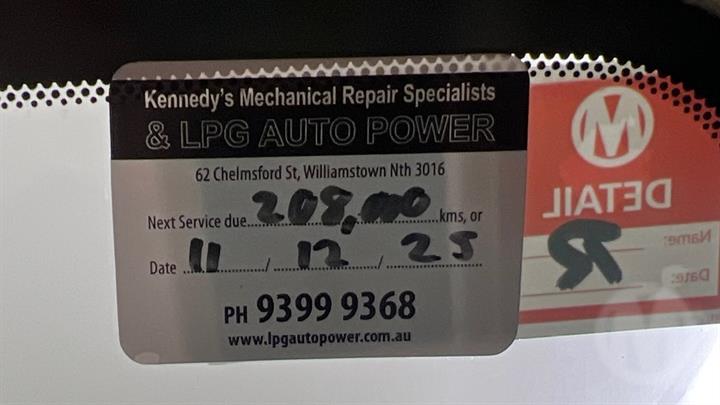 Kennedy's Mechanical Repair Specialists
& LPG AUTO POWER
62 Chelmsford St, Williamstown Nth 3016
Next Service due 208,000 kms, or
Date 11 / 12 / 25
PH 9399 9368
www.lpgautopower.com.au
M
DETAIL
Name:
Date: